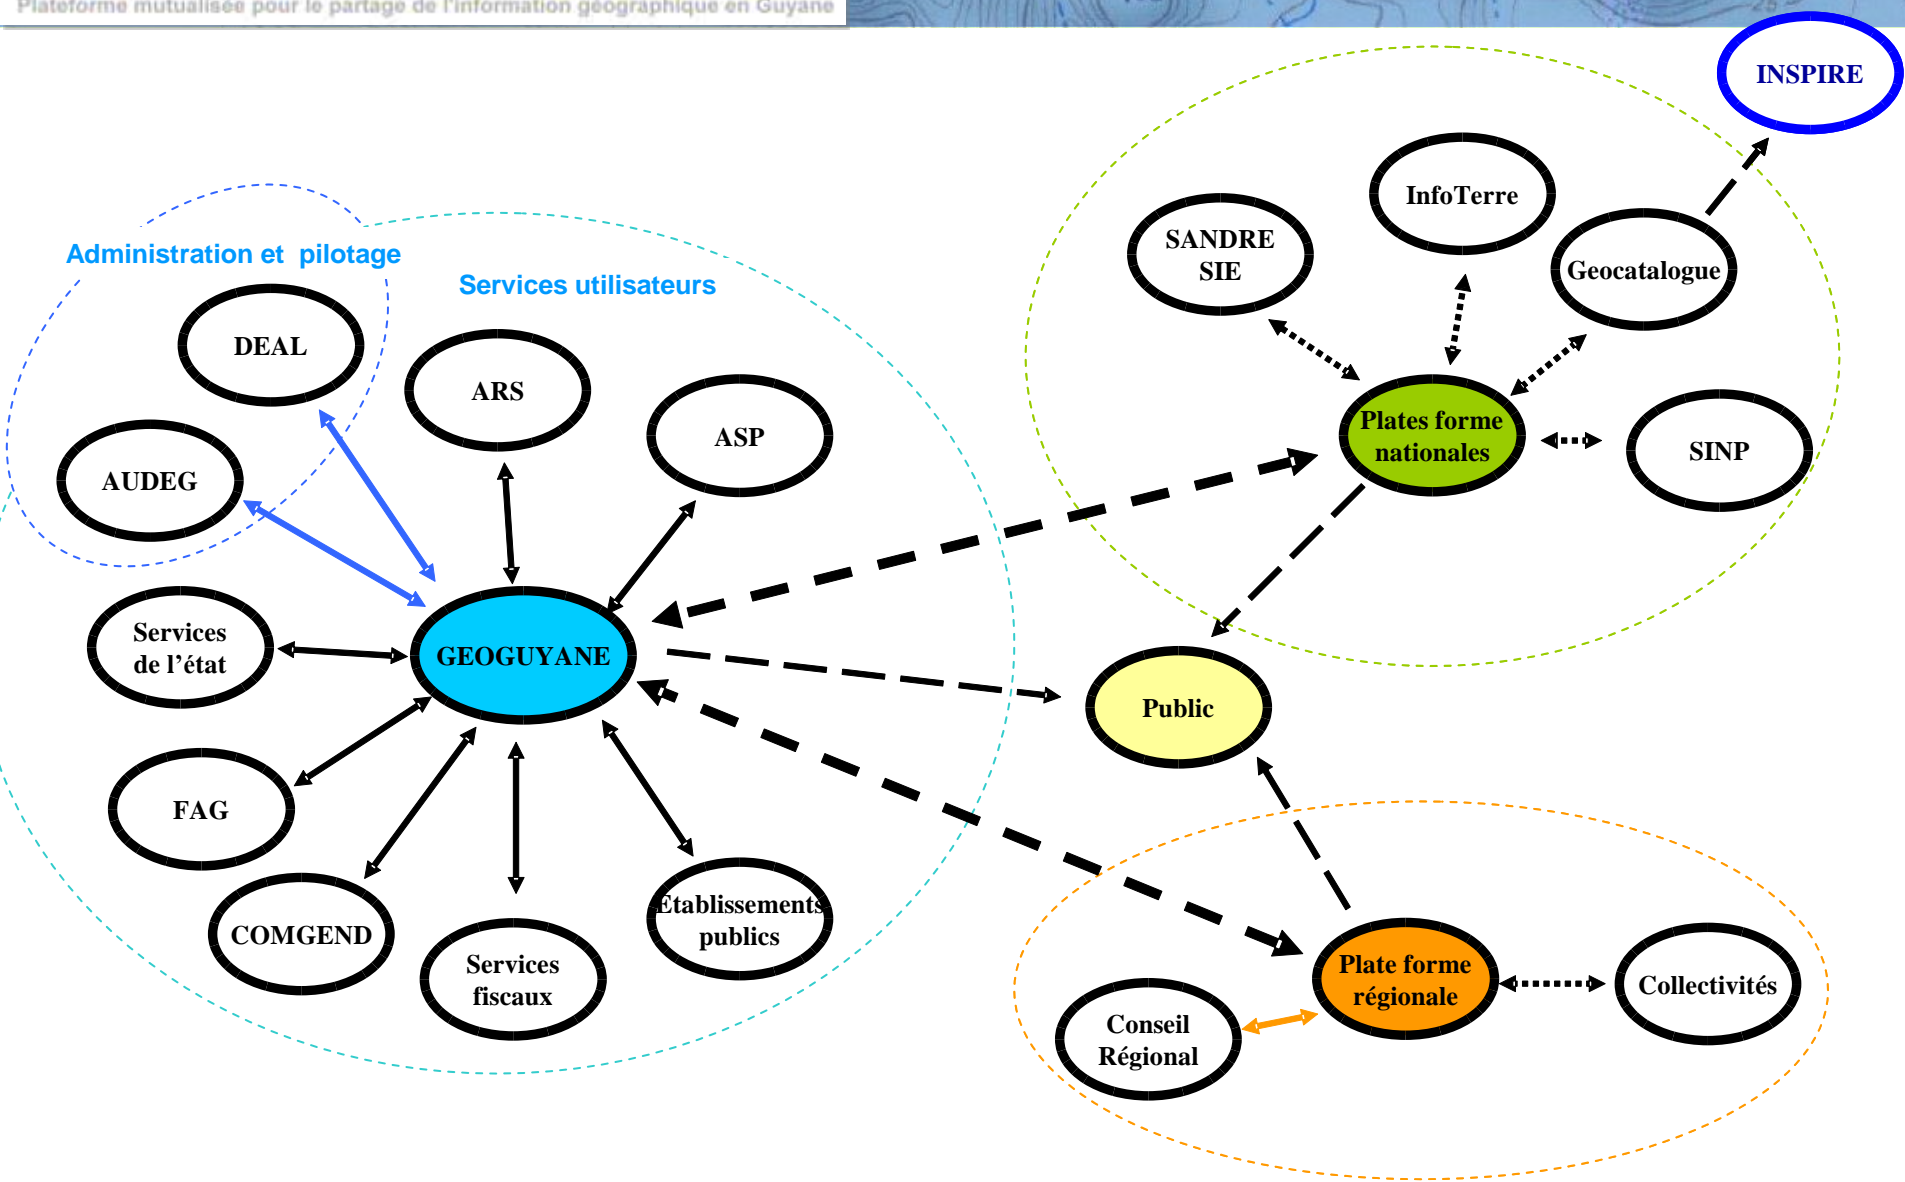 Plateforme mutualisée pour le partage de l'information géographique en Guyane
25
INSPIRE
InfoTerre
SANDRE
SIE
Geocatalogue
Administration et pilotage
Services utilisateurs
DEAL
ARS
ASP
AUDEG
Plates forme
nationales
SINP
Services
de l'état
GEOGUYANE
Public
FAG
COMGEND
Services
fiscaux
Etablissements
publics
Plate forme
régionale
Collectivités
Conseil
Régional